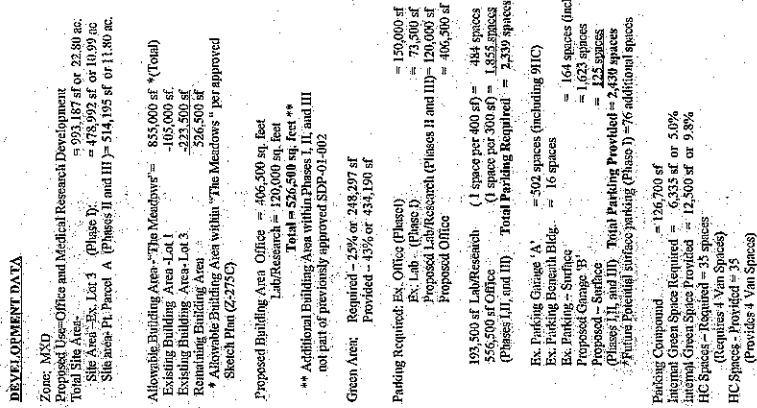 DEVELOPMENT DATA
Zone: MXD
Proposed Use=Office and Medical Research Development
Total Site Area- = 993,187 sf or 22.80 ac.
Site Area -Ex. Lot 3 (Phase I): = 478,992 sf or 10.99 ac
Site area- Pt. Parcel A (Phases II and III )= 514,195 sf or 11.80 ac.
Allowable Building Area-"The Meadows"= 855,000 sf *(Total)
Existing Building Area -Lot 1 -105,000 sf.
Existing Building Area -Lot 3. -223,500 sf
Remaining Building Area 526,500 sf
* Allowable Building Area within "The Meadows" per approved
Sketch Plan (Z-275C)
Proposed Building Area Office = 406,500 sq. feet
Lab/Research = 120,000 sq. feet
Total = 526,500 sq. feet **
** Additional Building Area within Phases I, II, and III
not part of previously approved SDP-01-002
Green Area: Required – 25% or 248,297 sf
Provided – 43% or 434,190 sf
Parking Required: Ex. Office (Phase I) = 150,000 sf
Ex. Lab - (Phase I) = 73,500 sf
Proposed Lab/Research (Phases II and III)= 120,000 sf
Proposed Office = 406,500 sf
193,500 sf Lab/Research (1 space per 400 sf) = 484 spaces
556,500 sf Office (1 space per 300 sf) = 1,855 spaces
(Phases I,II, and III) Total Parking Required = 2,339 spaces
Ex. Parking Garage 'A' = 502 spaces (including 9HC)
Ex. Parking Beneath Bldg. = 16 spaces
Ex. Parking – Surface = 164 spaces (incl
Proposed Garage 'B' = 1,623 spaces
Proposed – Surface = 125 spaces
(Phases I,II, and III) Total Parking Provided = 2,430 spaces
*Future Potential surface parking (Phase I) =76 additional spaces
Parking Compound =126,700 sf
Internal Green Space Required = 6,335 sf or 5.0%
Internal Green Space Provided = 12,500 sf or 9.8%
HC Spaces – Required = 35 spaces
(Requires 4 Van Spaces)
HC Spaces - Provided = 35
(Provides 4 Van Spaces)